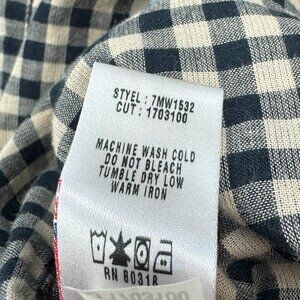 STYEL : 7MW1532
CUT : 1703100
MACHINE WASH COLD
DO NOT BLEACH
TUMBLE DRY LOW
WARM IRON
RN 80318